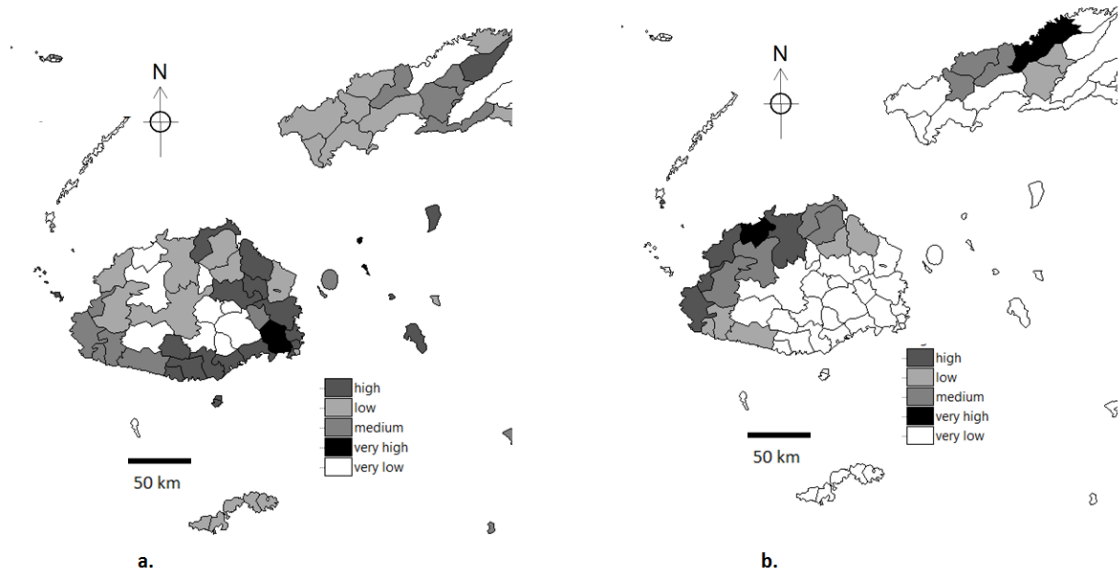 N
high
low
medium
very high
very low
50 km
a.
N
high
low
medium
very high
very low
50 km
b.